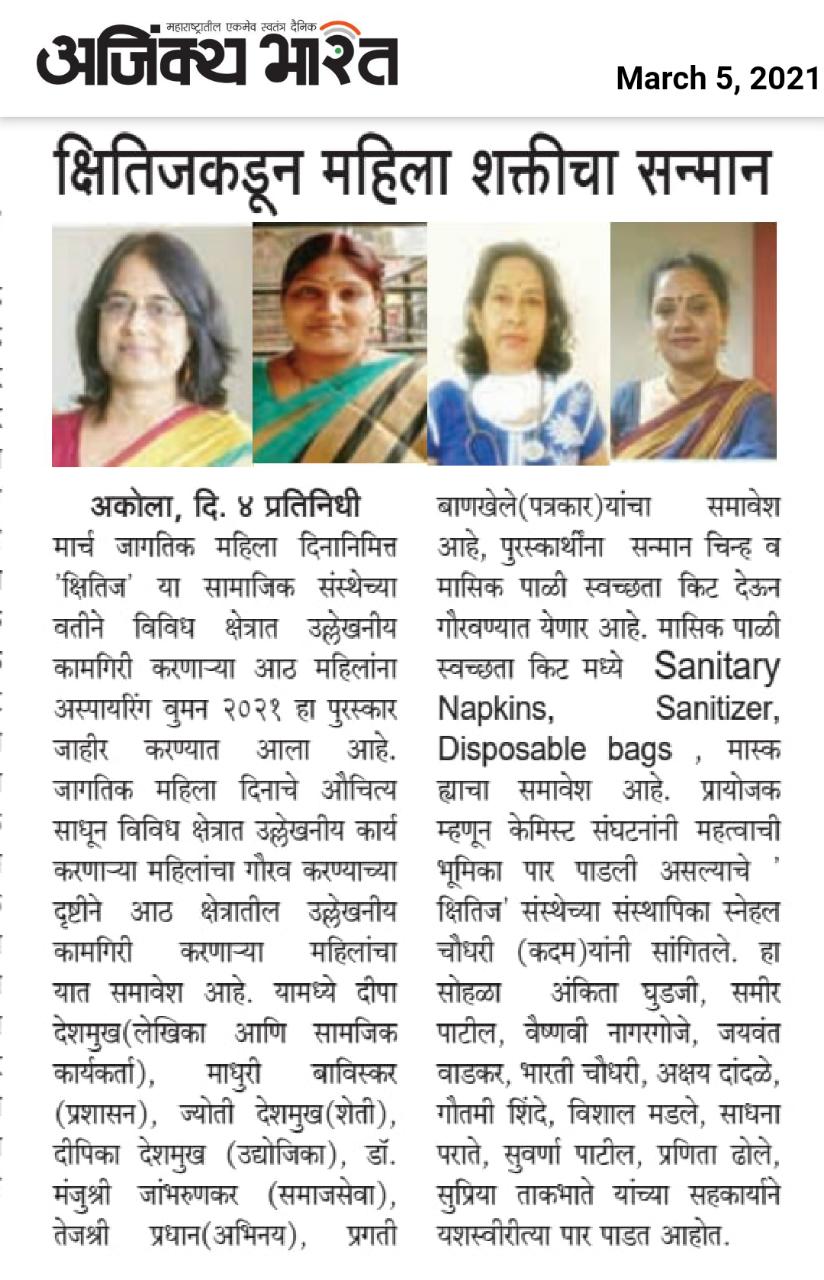 महाराष्ट्रातील एकमेव स्वतंत्र दैनिक
अजिंक्य भारत
March 5, 2021
क्षितिजकडून महिला शक्तीचा सन्मान
अकोला, दि. ४ प्रतिनिधी
मार्च जागतिक महिला दिनानिमित्त
'क्षितिज' या सामाजिक संस्थेच्या
वतीने विविध क्षेत्रात उल्लेखनीय
कामगिरी करणाऱ्या आठ महिलांना
अस्पायरिंग वुमन २०२१ हा पुरस्कार
जाहीर करण्यात आला आहे.
जागतिक महिला दिनाचे औचित्य
साधून विविध क्षेत्रात उल्लेखनीय कार्य
करणाऱ्या महिलांचा गौरव करण्याच्या
दृष्टीने आठ क्षेत्रातील उल्लेखनीय
कामगिरी करणाऱ्या महिलांचा
यात समावेश आहे. यामध्ये दीपा
देशमुख(लेखिका आणि सामजिक
कार्यकर्ता), माधुरी बाविस्कर
(प्रशासन), ज्योती देशमुख(शेती),
दीपिका देशमुख (उद्योजिका), डॉ.
मंजुश्री जांभरुणकर (समाजसेवा),
तेजश्री प्रधान(अभिनय), प्रगती
बाणखेले(पत्रकार)यांचा समावेश
आहे, पुरस्कार्थींना सन्मान चिन्ह व
मासिक पाळी स्वच्छता किट देऊन
गौरवण्यात येणार आहे. मासिक पाळी
स्वच्छता किट मध्ये Sanitary
Napkins, Sanitizer,
Disposable bags , मास्क
ह्याचा समावेश आहे. प्रायोजक
म्हणून केमिस्ट संघटनांनी महत्वाची
भूमिका पार पाडली असल्याचे '
क्षितिज' संस्थेच्या संस्थापिका स्नेहल
चौधरी (कदम)यांनी सांगितले. हा
सोहळा अंकिता घुडजी, समीर
पाटील, वैष्णवी नागरगोजे, जयवंत
वाडकर, भारती चौधरी, अक्षय दांदळे,
गौतमी शिंदे, विशाल मडले, साधना
पराते, सुवर्णा पाटील, प्रणिता ढोले,
सुप्रिया ताकभाते यांच्या सहकार्याने
यशस्वीरीत्या पार पाडत आहोत.